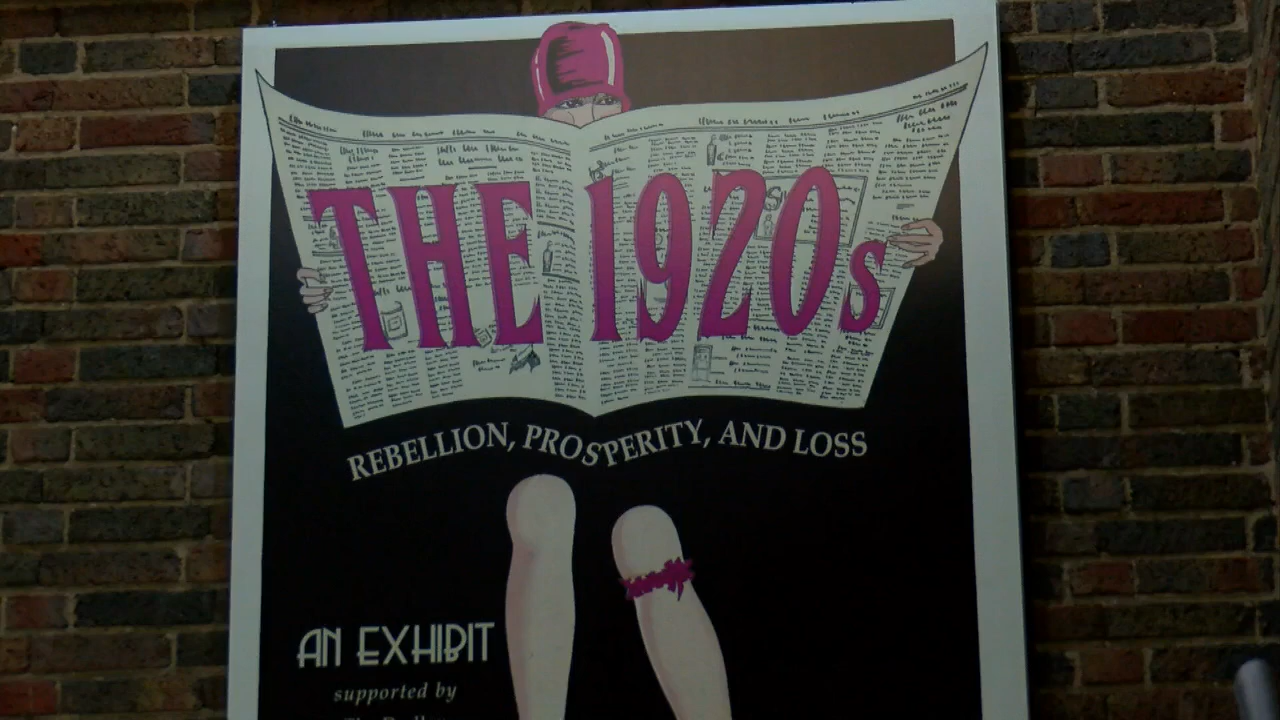 THE 1920s
REBELLION, PROSPERITY, AND LOSS
AN EXHIBIT
supported by